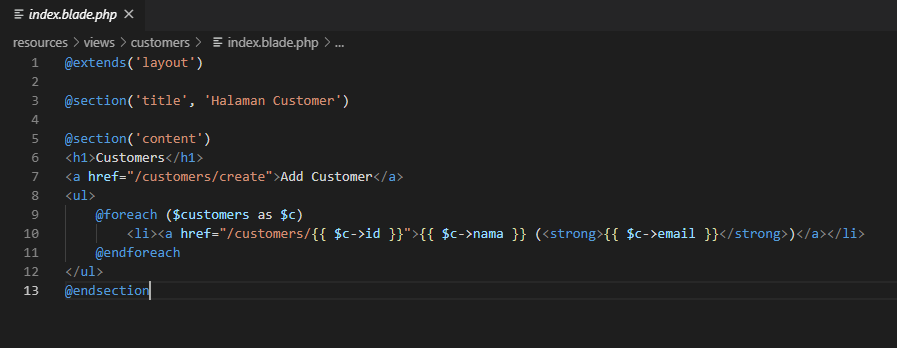 index.blade.php ×
resources > views > customers > index.blade.php > ...
1 @extends('layout')
2
3 @section('title', 'Halaman Customer')
4
5 @section('content')
6 <h1>Customers</h1>
7 <a href="/customers/create">Add Customer</a>
8 <ul>
9     @foreach ($customers as $c)
10         <li><a href="/customers/{{ $c->id }}">{{ $c->nama }} (<strong>{{ $c->email }}</strong>)</a></li>
11     @endforeach
12 </ul>
13 @endsection